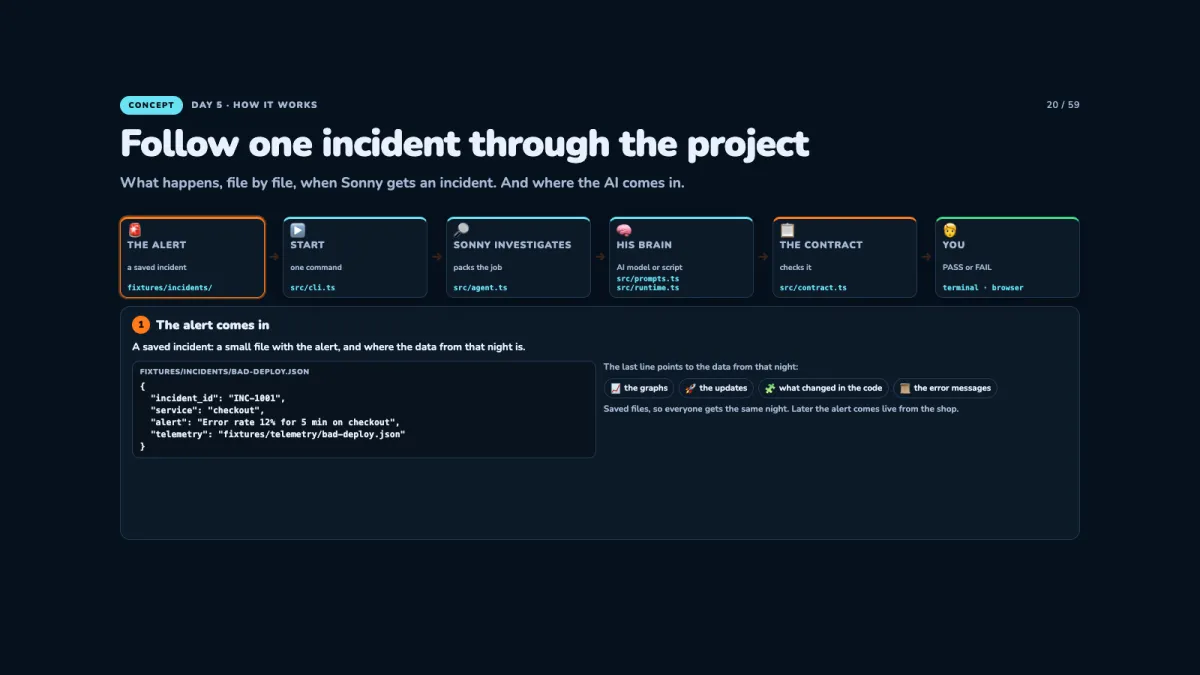 CONCEPT DAY 5 · HOW IT WORKS 20 / 59
Follow one incident through the project
What happens, file by file, when Sonny gets an incident. And where the AI comes in.
THE ALERT
a saved incident
fixtures/incidents/
START
one command
src/cli.ts
SONNY INVESTIGATES
packs the job
src/agent.ts
HIS BRAIN
AI model or script
src/prompts.ts
src/runtime.ts
THE CONTRACT
checks it
src/contract.ts
YOU
PASS or FAIL
terminal · browser
1 The alert comes in
A saved incident: a small file with the alert, and where the data from that night is.
FIXTURES/INCIDENTS/BAD-DEPLOY.JSON
{
"incident_id": "INC-1001",
"service": "checkout",
"alert": "Error rate 12% for 5 min on checkout",
"telemetry": "fixtures/telemetry/bad-deploy.json"
}
The last line points to the data from that night:
the graphs the updates what changed in the code the error messages
Saved files, so everyone gets the same night. Later the alert comes live from the shop.